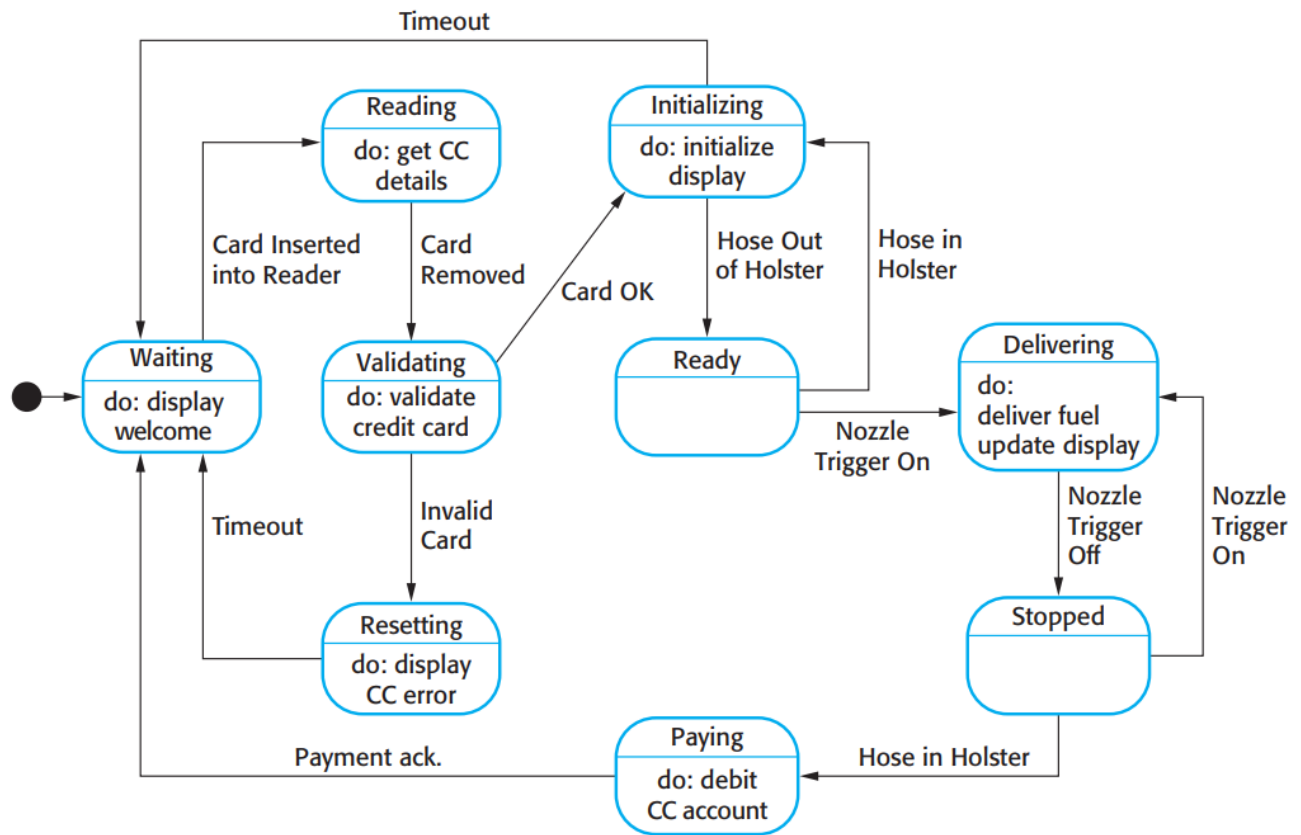 Timeout
Reading
do: get CC
details
Initializing
do: initialize
display
Card Inserted
into Reader
Card
Removed
Card OK
Hose Out
of Holster
Hose in
Holster
Waiting
do: display
welcome
Validating
do: validate
credit card
Ready
Delivering
do:
deliver fuel
update display
Nozzle
Trigger On
Timeout
Invalid
Card
Nozzle
Trigger
Off
Nozzle
Trigger
On
Resetting
do: display
CC error
Stopped
Payment ack.
Paying
do: debit
CC account
Hose in Holster